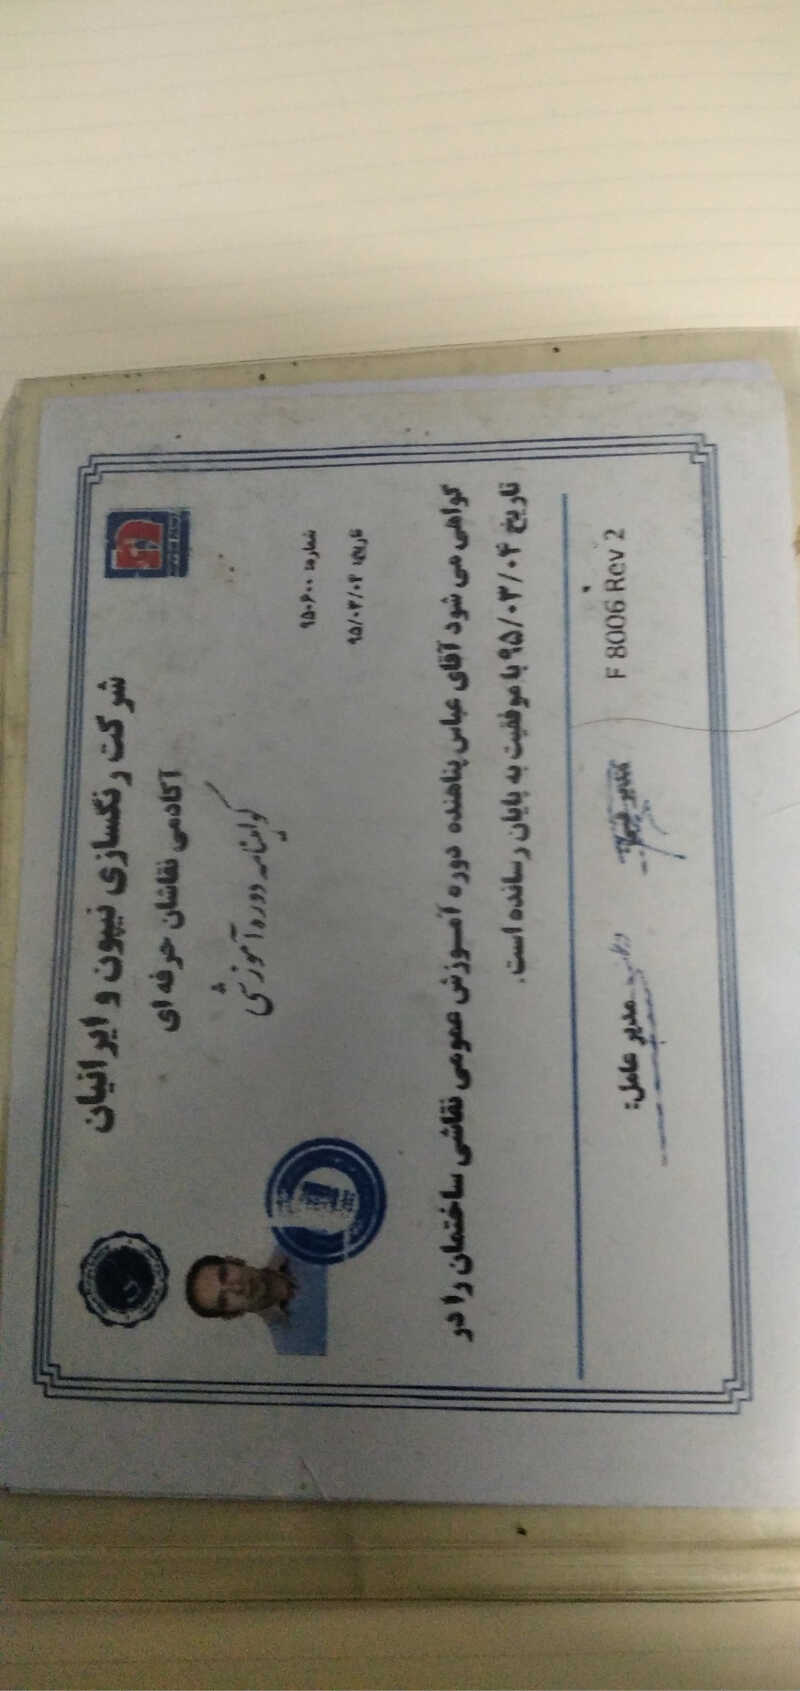 شرکت رنگسازی نیپون و ایرانیان
آکادمی نقاشان حرفه ای
گواهینامه دوره آموزشی
شماره: ۹۵۰۶۰۰
تاریخ: ۹۵/۰۳/۰۴
گواهی می شود آقای عباس پناهنده دوره آموزش عمومی نقاشی ساختمان را در
تاریخ ۹۵/۰۳/۰۴ با موفقیت به پایان رسانده است.
مدیر عامل:
F 8006 Rev 2